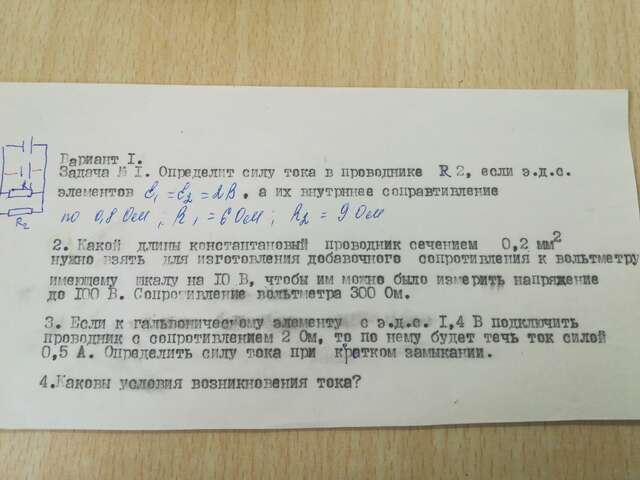 Вариант I.
Задача № I. Определит силу тока в проводнике R 2, если э.д.с.
элементов ℰ₁ = ℰ₂ = 2В , а их внутрннее соправтивление
по 0,8 Ом ; R₁ = 6 Ом ; R₂ = 9 Ом
R₂
2. Какой длины константановый проводник сечением 0,2 мм²
нужно взять для изготовления добавочного сопротивления к вольтметру
имеющему шкалу на IO В, чтобы им можно было измерить напряжение
до IOO В. Сопротивление вольтметра 300 Ом.
3. Если к гальвоническому элементу с э.д.с. I,4 В подключить
проводник с сопротивлением 2 Ом, то по нему будет течь ток силой
0,5 А. Определить силу тока при кратком замыкании.
4.Каковы условия возникновения тока?